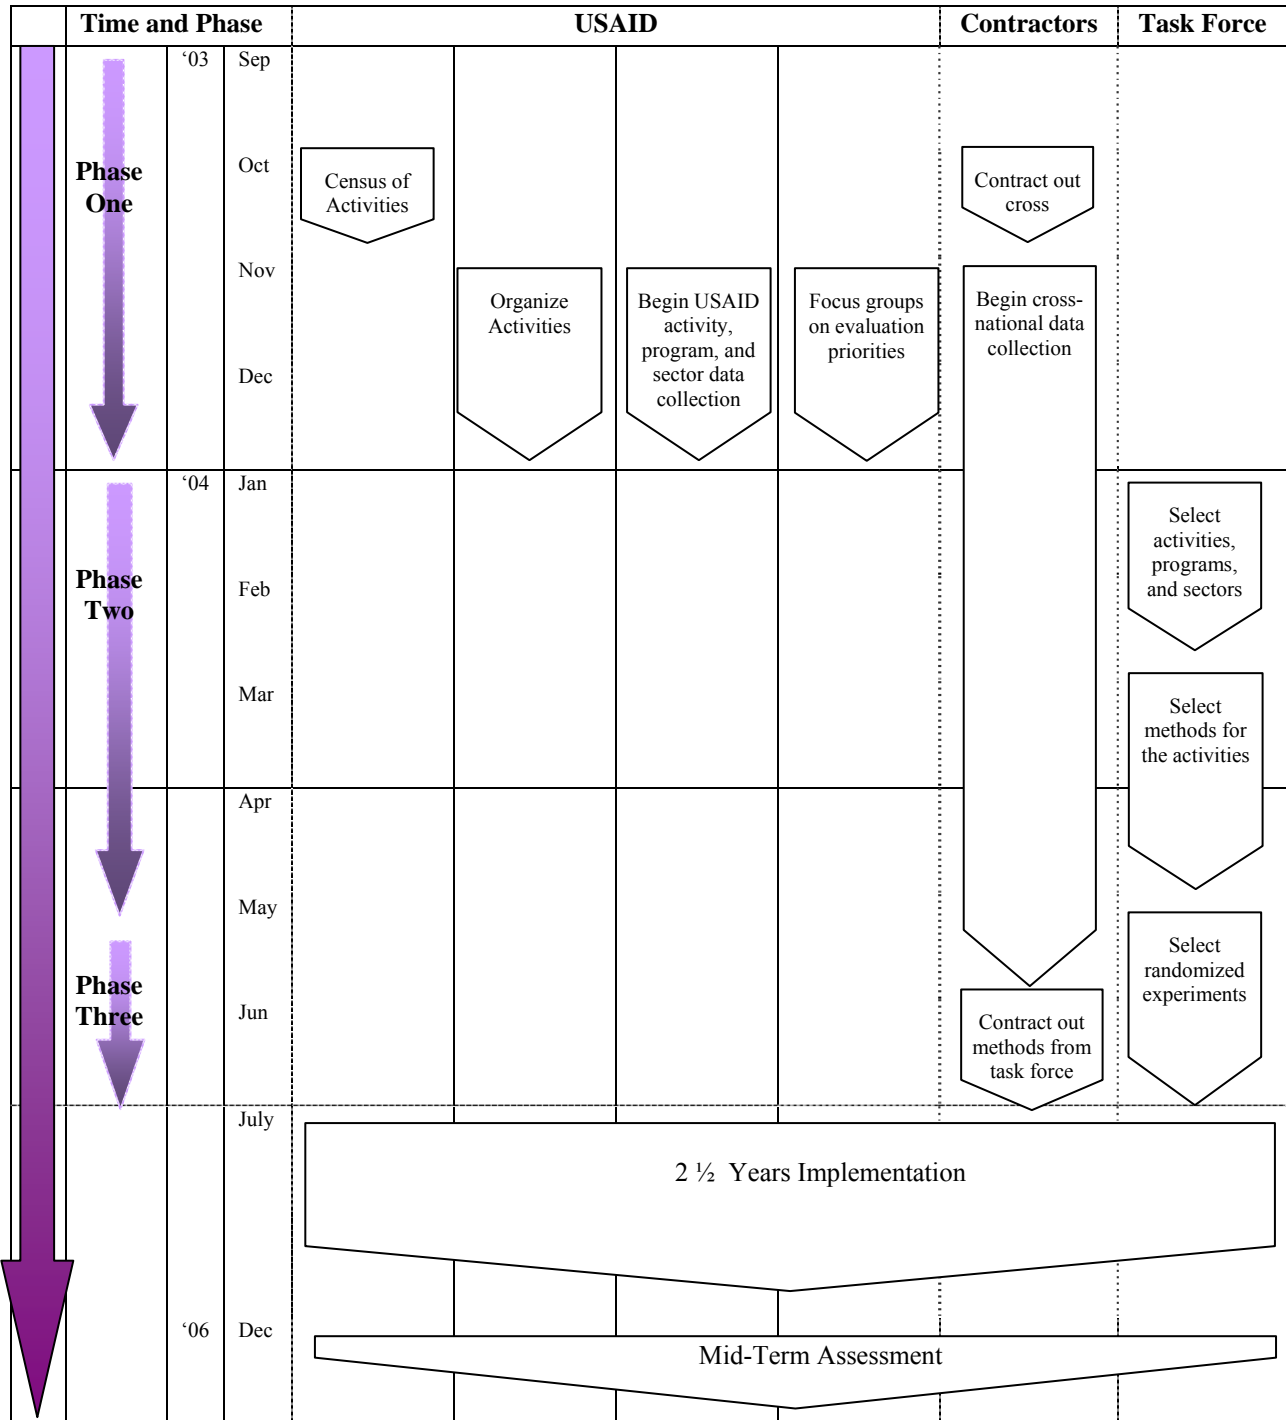 Time and Phase
USAID
Contractors
Task Force
‘03
Sep
Phase
One
Oct
Census of
Activities
Contract out
cross
Nov
Organize
Activities
Begin USAID
activity,
program, and
sector data
collection
Focus groups
on evaluation
priorities
Begin cross-
national data
collection
Dec
‘04
Jan
Select
activities,
programs,
and sectors
Phase
Two
Feb
Mar
Select
methods for
the activities
Apr
May
Select
randomized
experiments
Phase
Three
Jun
Contract out
methods from
task force
July
2 ½ Years Implementation
‘06
Dec
Mid-Term Assessment